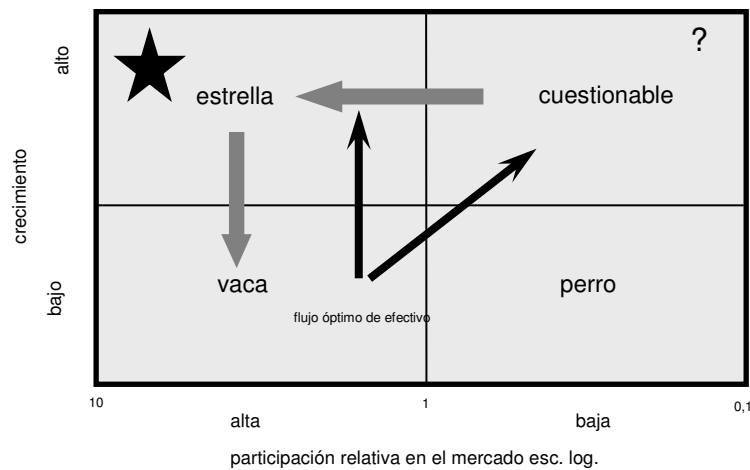 ?
alto
estrella
cuestionable
crecimiento
bajo
vaca
perro
flujo óptimo de efectivo
10
1
0,1
alta
baja
participación relativa en el mercado esc. log.